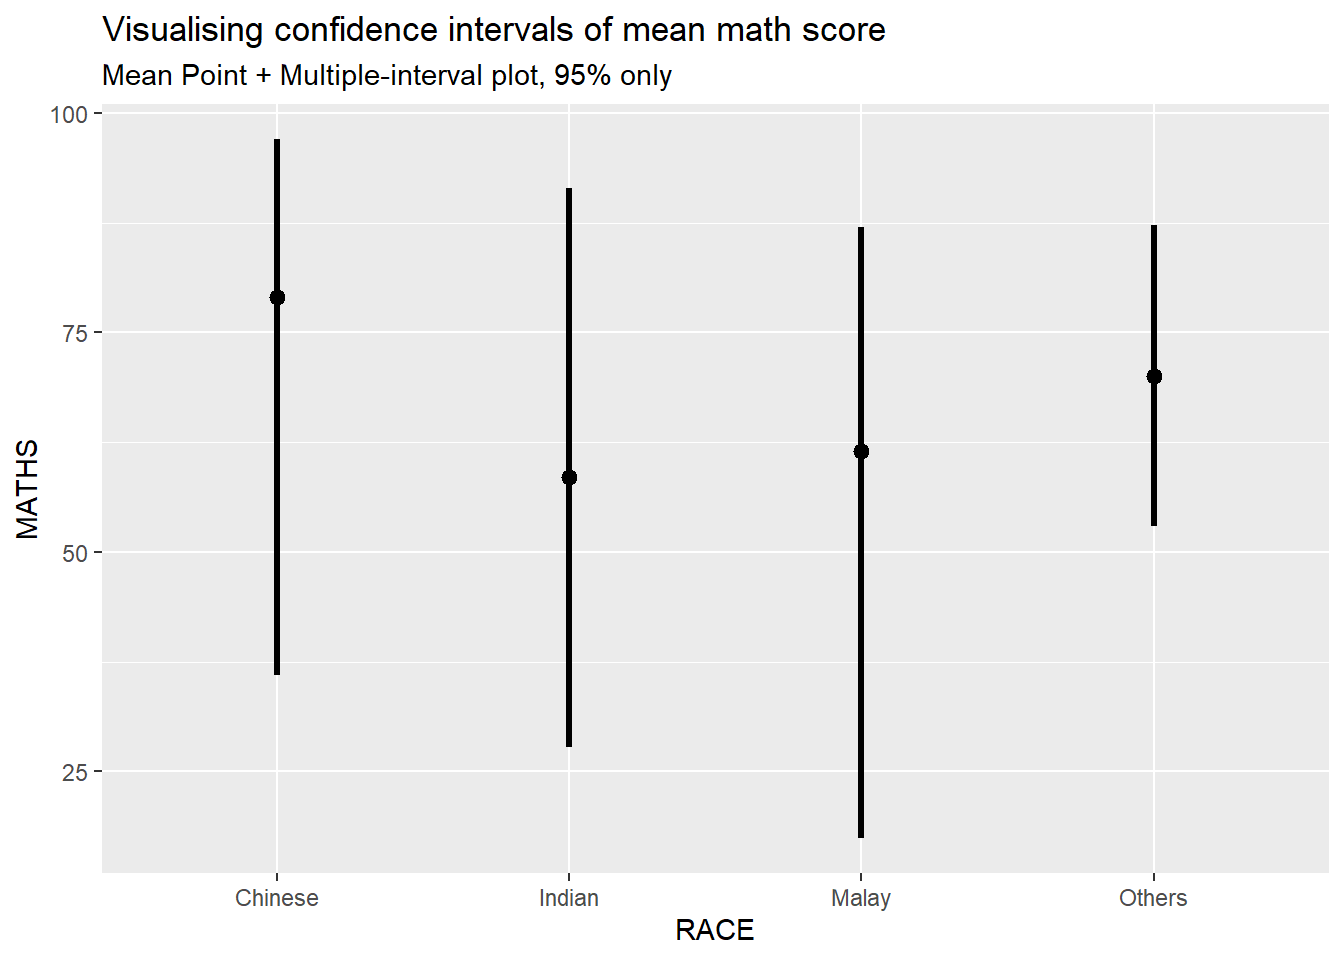 Visualising confidence intervals of mean math score
Mean Point + Multiple-interval plot, 95% only
100
75
50
25
MATHS
Chinese Indian Malay Others
RACE